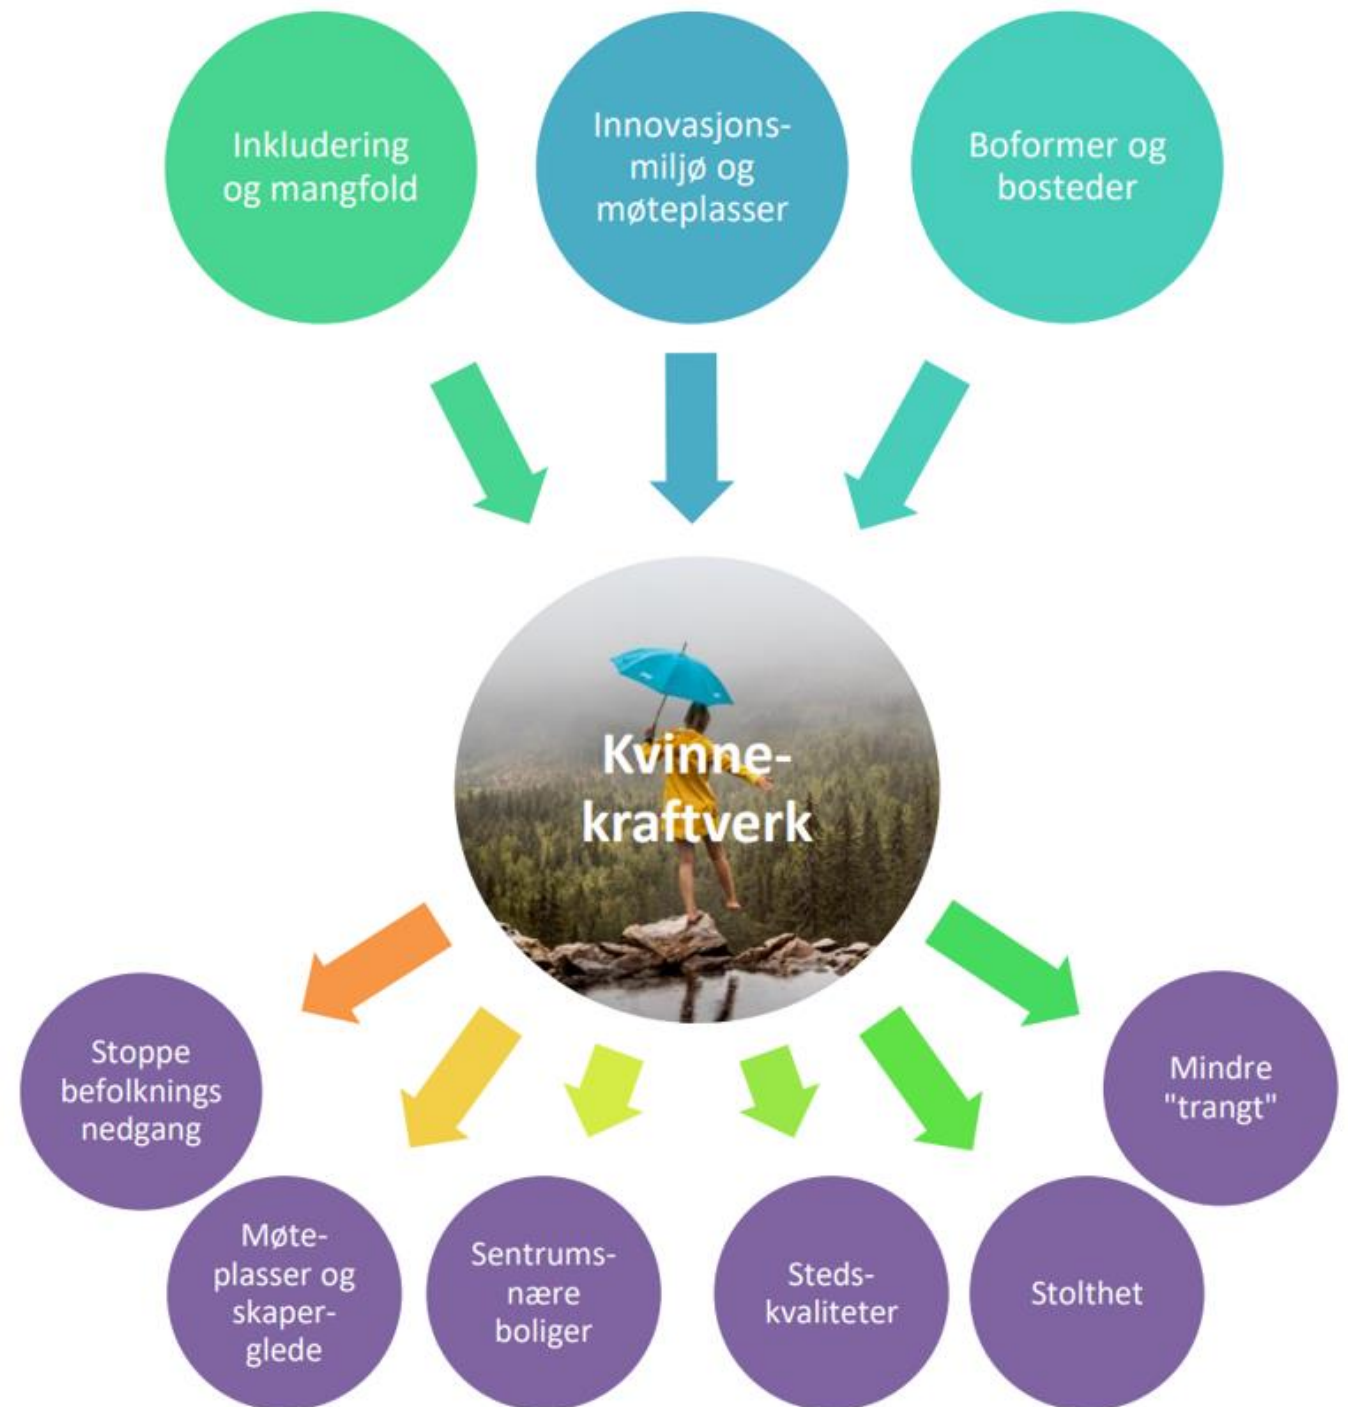 Inkludering
og mangfold
Innovasjons-
miljø og
møteplasser
Boformer og
bosteder
Kvinne-
kraftverk
Stoppe
befolknings
nedgang
Møte-
plasser og
skaper-
glede
Sentrums-
nære
boliger
Steds-
kvaliteter
Stolthet
Mindre
"trangt"